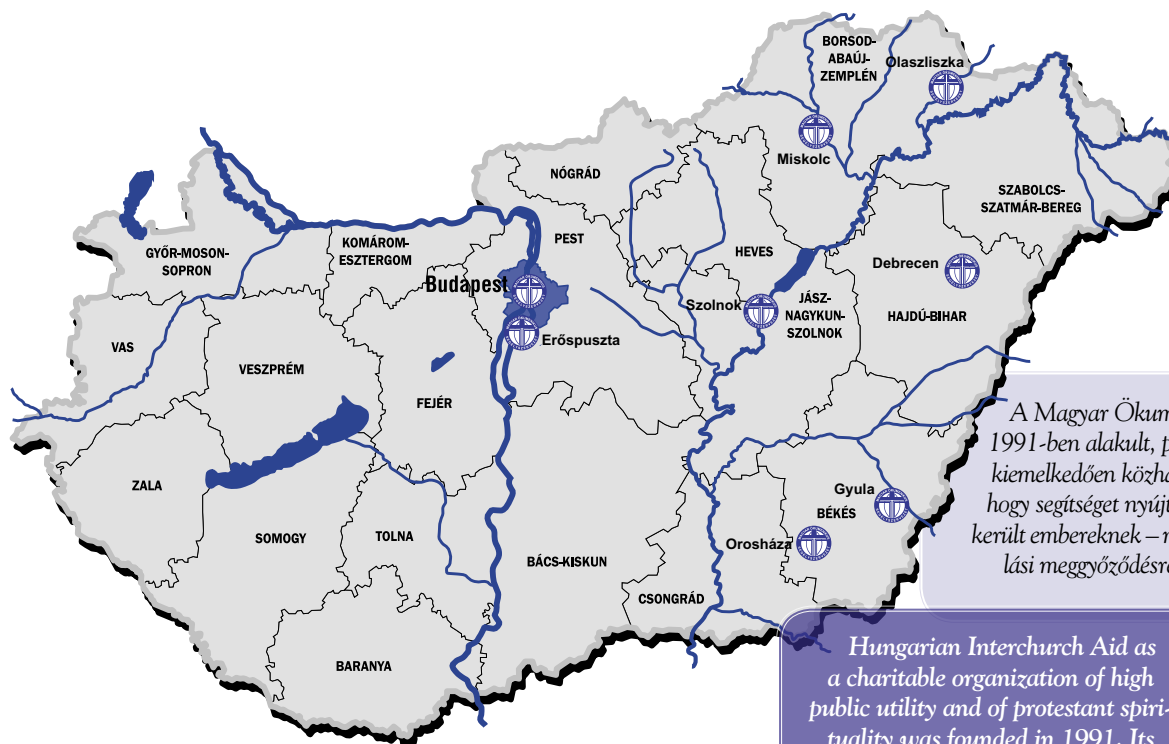 BORSOD-
ABAÚJ-
ZEMPLÉN
Olaszliszka
Miskolc
NÓGRÁD
SZABOLCS-
SZATMÁR-BEREG
PEST
HEVES
GYŐR-MOSON-
SOPRON
KOMÁROM-
ESZTERGOM
Budapest
Debrecen
Szolnok
JÁSZ-
NAGYKUN-
SZOLNOK
HAJDÚ-BIHAR
Erőspuszta
VAS
VESZPRÉM
FEJÉR
ZALA
SOMOGY
TOLNA
BÁCS-KISKUN
Gyula
BÉKÉS
Orosháza
CSONGRÁD
BARANYA
A Magyar Ökum
1991-ben alakult, p
kiemelkedően közha
hogy segítséget nyújt
került embereknek – 
lási meggyőződésre
Hungarian Interchurch Aid as
a charitable organization of high
public utility and of protestant spiri-
tuality was founded in 1991. Its